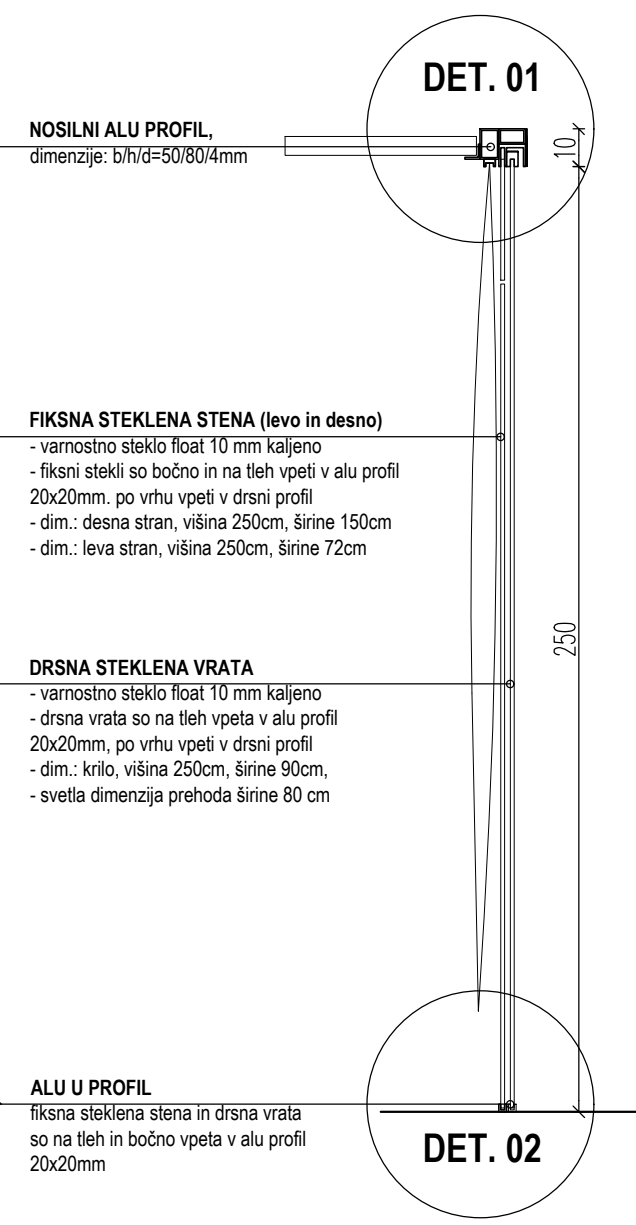 DET. 01
NOSILNI ALU PROFIL,
dimenzije: b/h/d=50/80/4mm
10
FIKSNA STEKLENA STENA (levo in desno)
- varnostno steklo float 10 mm kaljeno
- fiksni stekli so bočno in na tleh vpeti v alu profil
20x20mm. po vrhu vpeti v drsni profil
- dim.: desna stran, višina 250cm, širine 150cm
- dim.: leva stran, višina 250cm, širine 72cm
250
DRSNA STEKLENA VRATA
- varnostno steklo float 10 mm kaljeno
- drsna vrata so na tleh vpeta v alu profil
20x20mm, po vrhu vpeti v drsni profil
- dim.: krilo, višina 250cm, širine 90cm,
- svetla dimenzija prehoda širine 80 cm
ALU U PROFIL
fiksna steklena stena in drsna vrata
so na tleh in bočno vpeta v alu profil
20x20mm
DET. 02